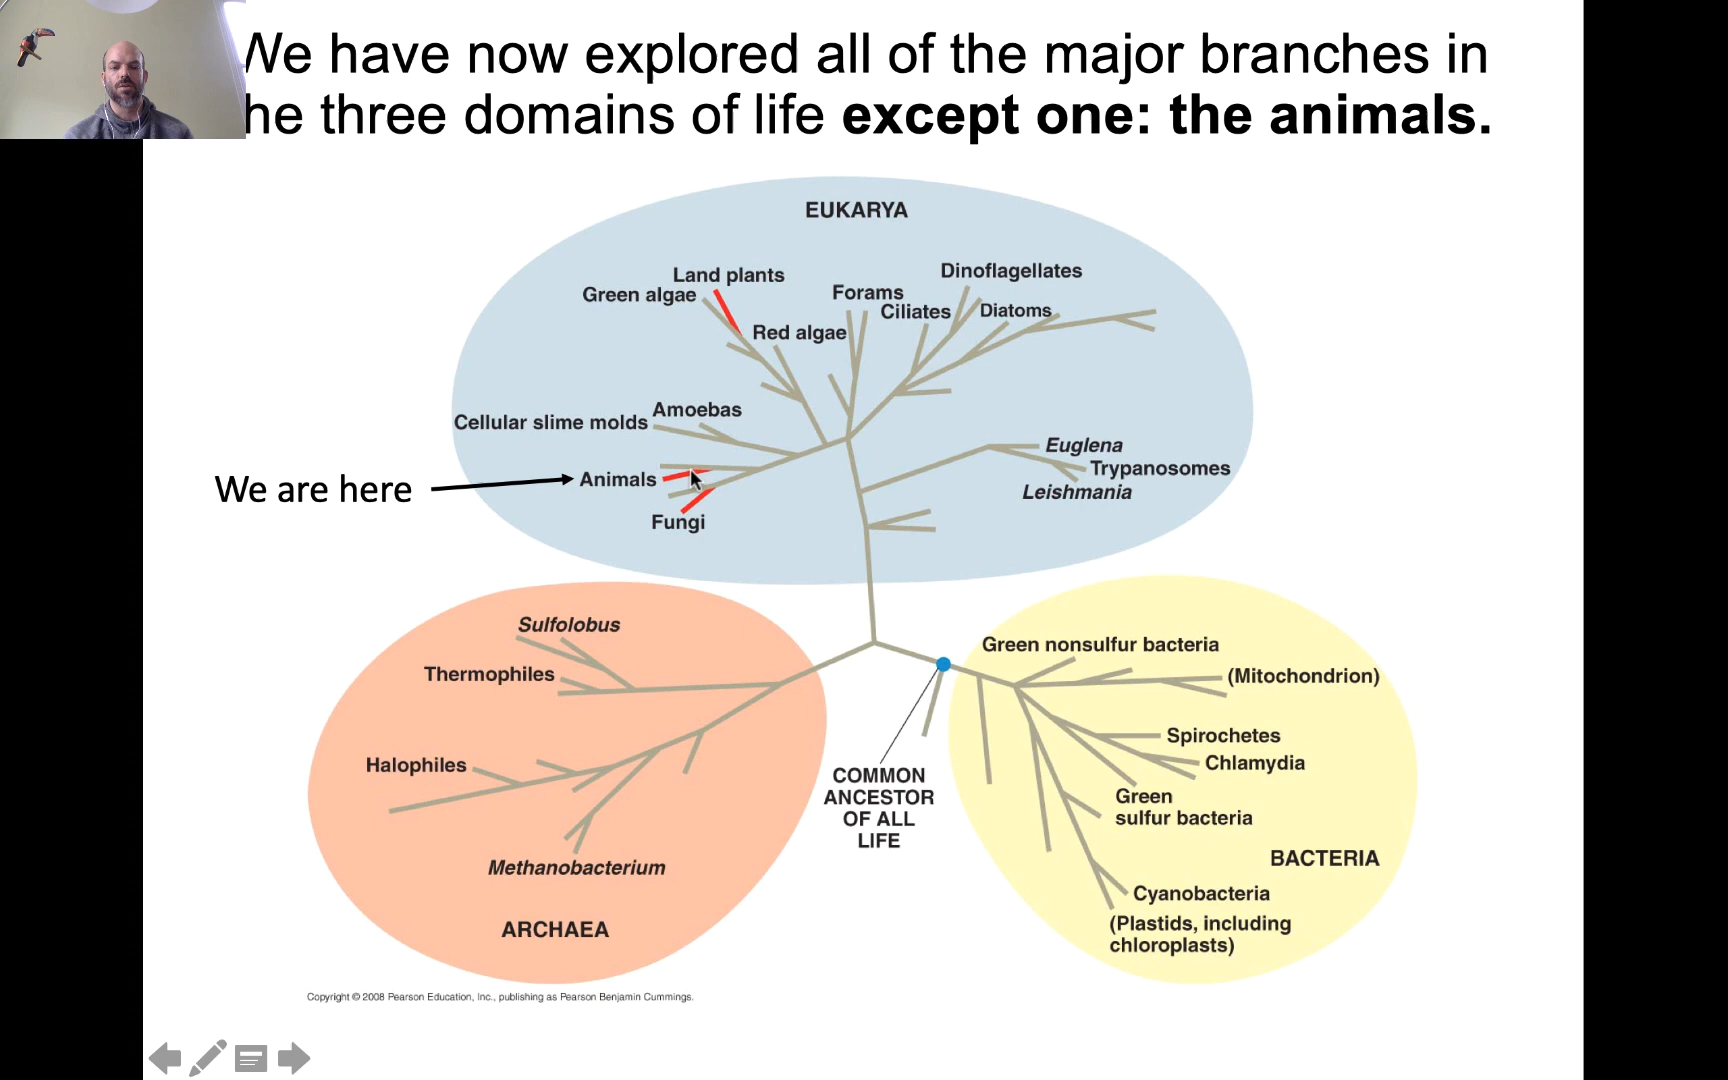 We have now explored all of the major branches in
he three domains of life except one: the animals.
EUKARYA
Land plants
Green algae
Red algae
Forams
Ciliates
Dinoflagellates
Diatoms
Cellular slime molds
Amoebas
We are here
Animals
Fungi
Euglena
Trypanosomes
Leishmania
Sulfolobus
Thermophiles
Halophiles
Methanobacterium
ARCHAEA
COMMON
ANCESTOR
OF ALL
LIFE
Green nonsulfur bacteria
(Mitochondrion)
Spirochetes
Chlamydia
Green
sulfur bacteria
BACTERIA
Cyanobacteria
(Plastids, including
chloroplasts)
Copyright © 2008 Pearson Education, Inc., publishing as Pearson Benjamin Cummings.